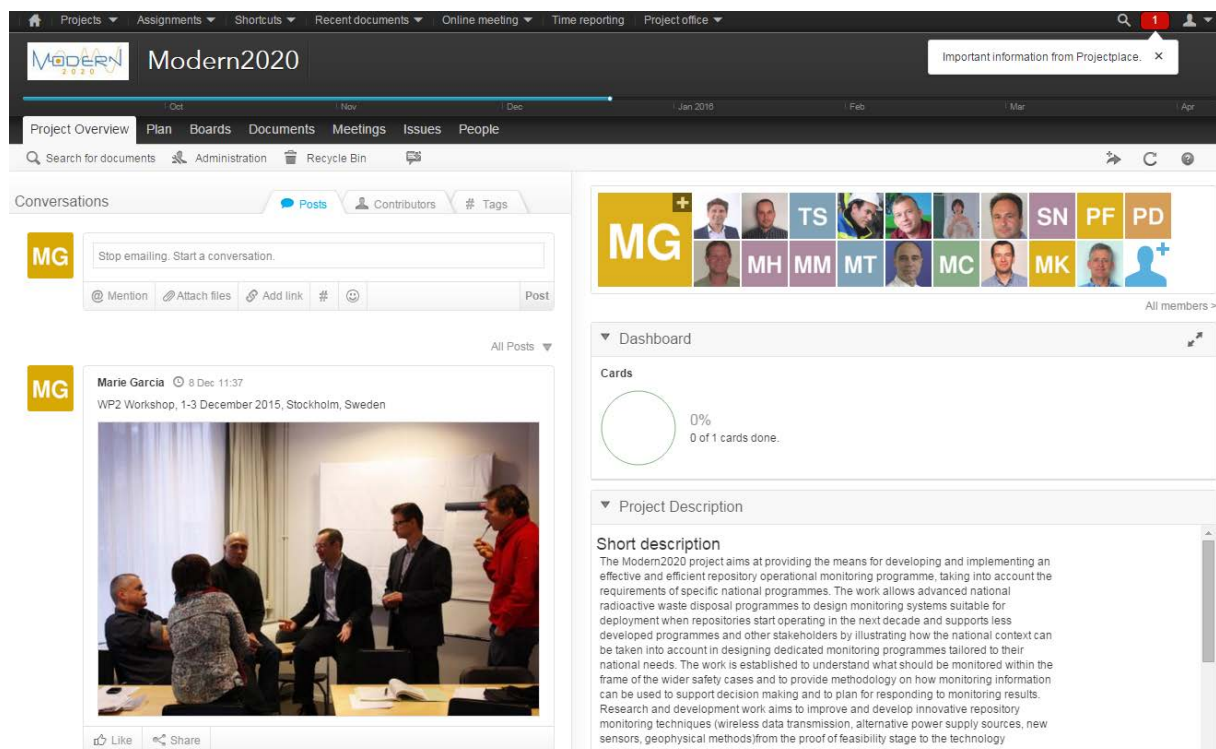 Projects Assignments Shortcuts Recent documents Online meeting Time reporting Project office 1
Important information from Projectplace. ×
MODERN
2020
Modern2020
Oct Nov Dec Jan 2016 Feb Mar Apr
Project Overview Plan Boards Documents Meetings Issues People
Search for documents Administration Recycle Bin
Conversations Posts Contributors # Tags
MG
Stop emailing. Start a conversation.
@ Mention Attach files Add link # Post
All Posts
MG
Marie Garcia 8 Dec 11:37
WP2 Workshop, 1-3 December 2015, Stockholm, Sweden
Like Share
MG TS SN PF PD
MH MM MT MC MK
All members >
Dashboard
Cards
0%
0 of 1 cards done.
Project Description
Short description
The Modern2020 project aims at providing the means for developing and implementing an
effective and efficient repository operational monitoring programme, taking into account the
requirements of specific national programmes. The work allows advanced national
radioactive waste disposal programmes to design monitoring systems suitable for
deployment when repositories start operating in the next decade and supports less
developed programmes and other stakeholders by illustrating how the national context can
be taken into account in designing dedicated monitoring programmes tailored to their
national needs. The work is established to understand what should be monitored within the
frame of the wider safety cases and to provide methodology on how monitoring information
can be used to support decision making and to plan for responding to monitoring results.
Research and development work aims to improve and develop innovative repository
monitoring techniques (wireless data transmission, alternative power supply sources, new
sensors, geophysical methods)from the proof of feasibility stage to the technology